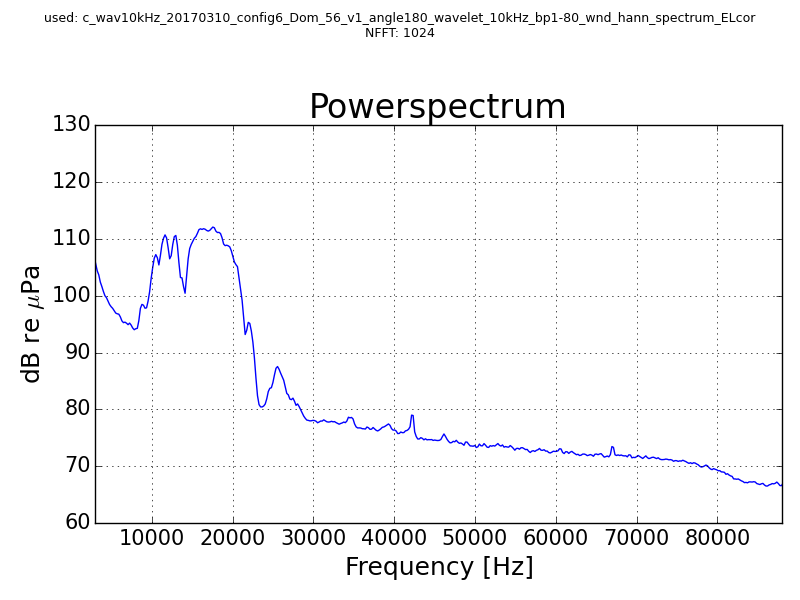 used: c_wav10kHz_20170310_config6_Dom_56_v1_angle180_wavelet_10kHz_bp1-80_wnd_hann_spectrum_ELcor
NFFT: 1024
Powerspectrum
130
120
110
100
90
80
70
60
dB re μPa
10000 20000 30000 40000 50000 60000 70000 80000
Frequency [Hz]